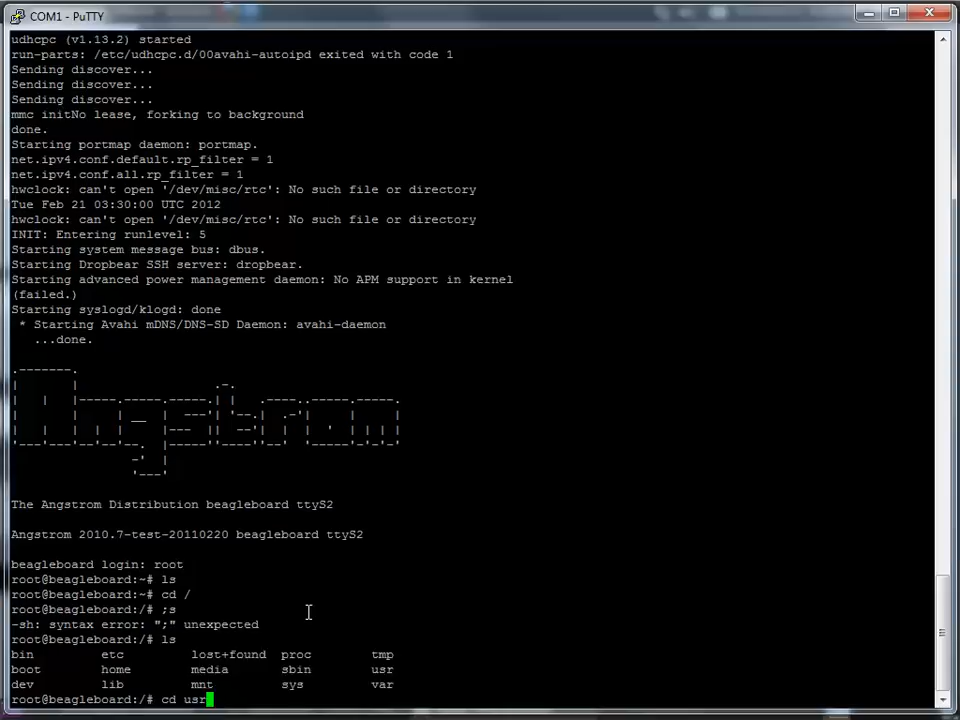 COM1 - PuTTY
udhcpc (v1.13.2) started
run-parts: /etc/udhcpc.d/00avahi-autoipd exited with code 1
Sending discover...
Sending discover...
Sending discover...
mmc initNo lease, forking to background
done.
Starting portmap daemon: portmap.
net.ipv4.conf.default.rp_filter = 1
net.ipv4.conf.all.rp_filter = 1
hwclock: can't open '/dev/misc/rtc': No such file or directory
Tue Feb 21 03:30:00 UTC 2012
hwclock: can't open '/dev/misc/rtc': No such file or directory
INIT: Entering runlevel: 5
Starting system message bus: dbus.
Starting Dropbear SSH server: dropbear.
Starting advanced power management daemon: No APM support in kernel
(failed.)
Starting syslogd/klogd: done
 * Starting Avahi mDNS/DNS-SD Daemon: avahi-daemon
   ...done.
Angstrom
The Angstrom Distribution beagleboard ttyS2
Angstrom 2010.7-test-20110220 beagleboard ttyS2
beagleboard login: root
root@beagleboard:~# ls
root@beagleboard:~# cd /
root@beagleboard:/# ;s
-sh: syntax error: ";" unexpected
root@beagleboard:/# ls
bin etc lost+found proc tmp
boot home media sbin usr
dev lib mnt sys var
root@beagleboard:/# cd usr